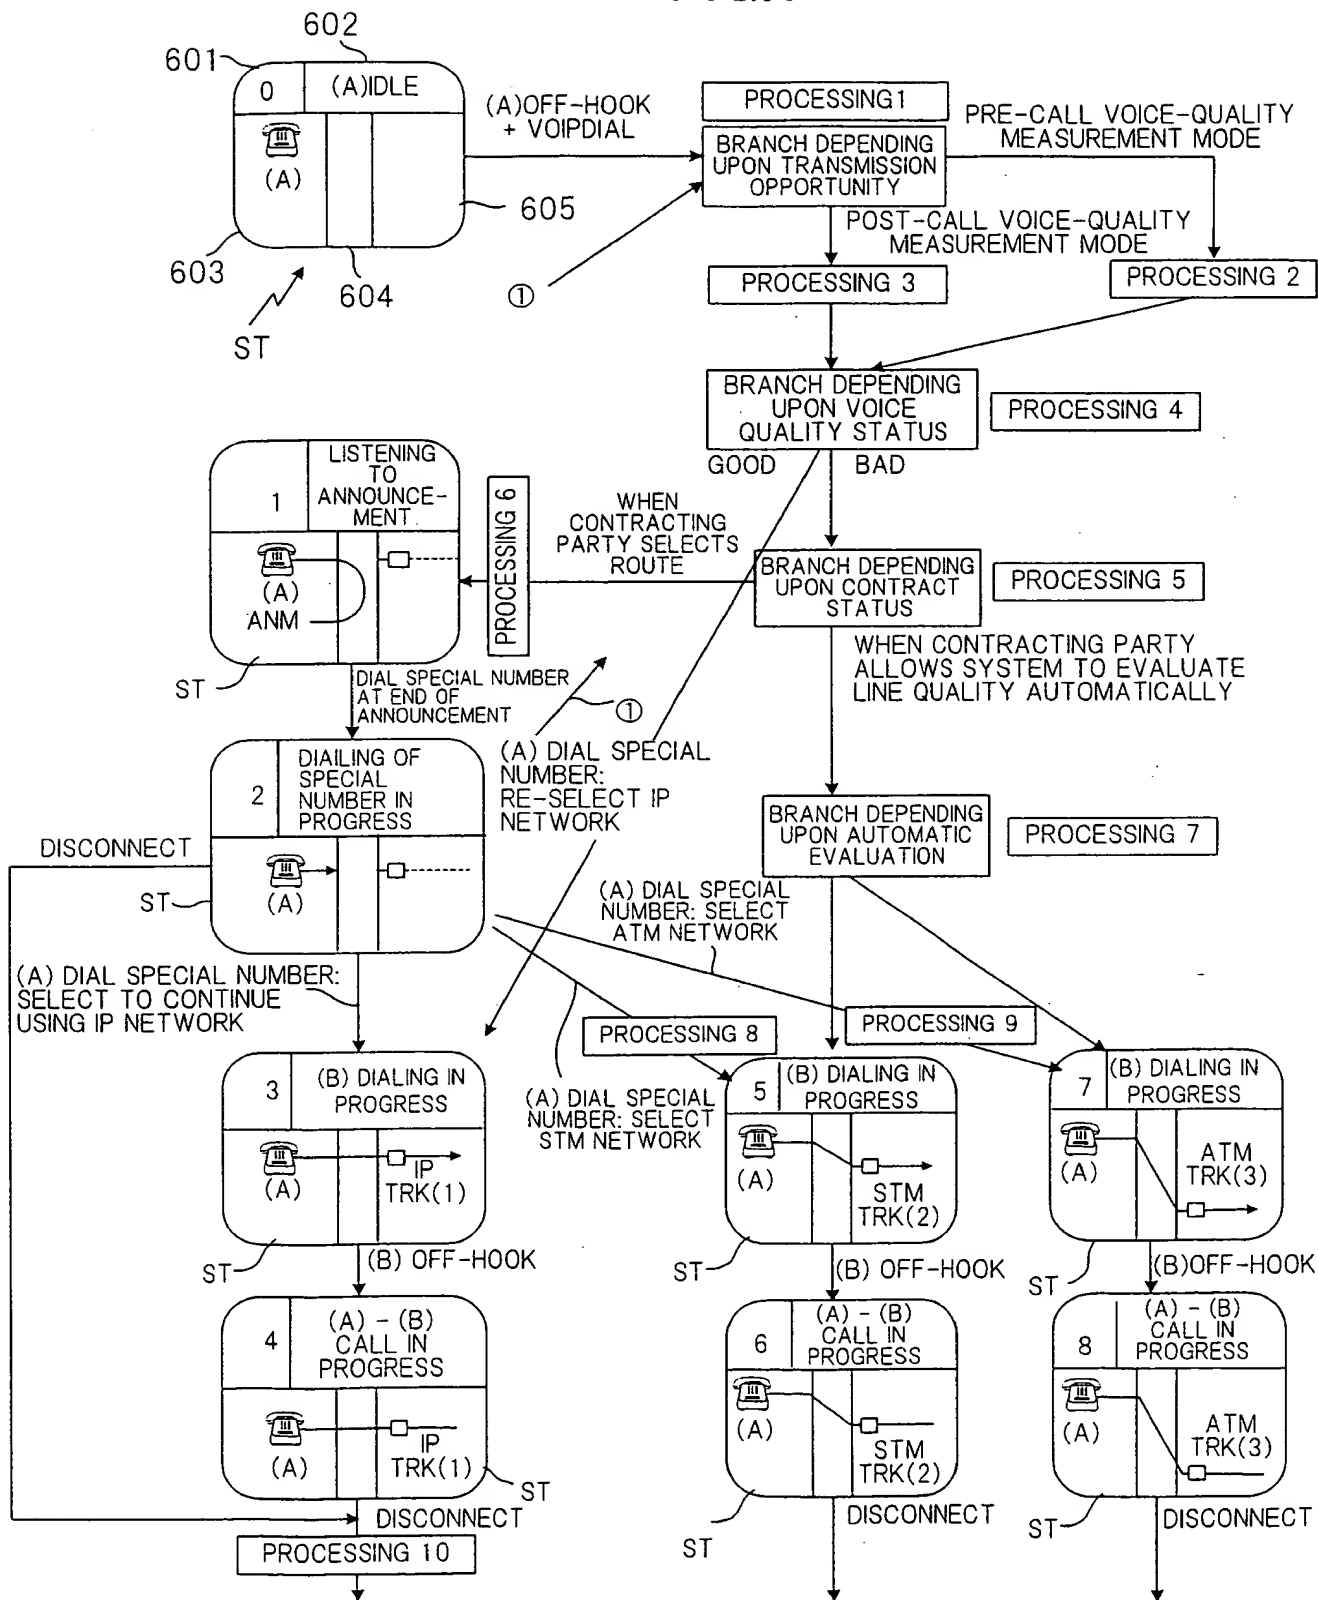 602
601
0
(A)IDLE
(A)
605
603
604
ST
(A)OFF-HOOK
+ VOIPDIAL
①
PROCESSING1
BRANCH DEPENDING
UPON TRANSMISSION
OPPORTUNITY
PRE-CALL VOICE-QUALITY
MEASUREMENT MODE
POST-CALL VOICE-QUALITY
MEASUREMENT MODE
PROCESSING 3
PROCESSING 2
BRANCH DEPENDING
UPON VOICE
QUALITY STATUS
PROCESSING 4
GOOD
BAD
1
LISTENING
TO
ANNOUNCE-
MENT
(A)
ANM
ST
PROCESSING 6
WHEN
CONTRACTING
PARTY SELECTS
ROUTE
BRANCH DEPENDING
UPON CONTRACT
STATUS
PROCESSING 5
WHEN CONTRACTING PARTY
ALLOWS SYSTEM TO EVALUATE
LINE QUALITY AUTOMATICALLY
DIAL SPECIAL NUMBER
AT END OF
ANNOUNCEMENT
①
(A) DIAL SPECIAL
NUMBER:
RE-SELECT IP
NETWORK
2
DIAILING OF
SPECIAL
NUMBER IN
PROGRESS
(A)
DISCONNECT
ST
BRANCH DEPENDING
UPON AUTOMATIC
EVALUATION
PROCESSING 7
(A) DIAL SPECIAL
NUMBER: SELECT
ATM NETWORK
(A) DIAL SPECIAL NUMBER:
SELECT TO CONTINUE
USING IP NETWORK
PROCESSING 8
PROCESSING 9
(A) DIAL SPECIAL
NUMBER: SELECT
STM NETWORK
3
(B) DIALING IN
PROGRESS
(A)
IP
TRK(1)
ST
(B) OFF-HOOK
5
(B) DIALING IN
PROGRESS
(A)
STM
TRK(2)
ST
(B) OFF-HOOK
7
(B) DIALING IN
PROGRESS
(A)
ATM
TRK(3)
ST
(B)OFF-HOOK
4
(A) - (B)
CALL IN
PROGRESS
(A)
IP
TRK(1)
ST
DISCONNECT
PROCESSING 10
6
(A) - (B)
CALL IN
PROGRESS
(A)
STM
TRK(2)
ST
DISCONNECT
8
(A) - (B)
CALL IN
PROGRESS
(A)
ATM
TRK(3)
ST
DISCONNECT